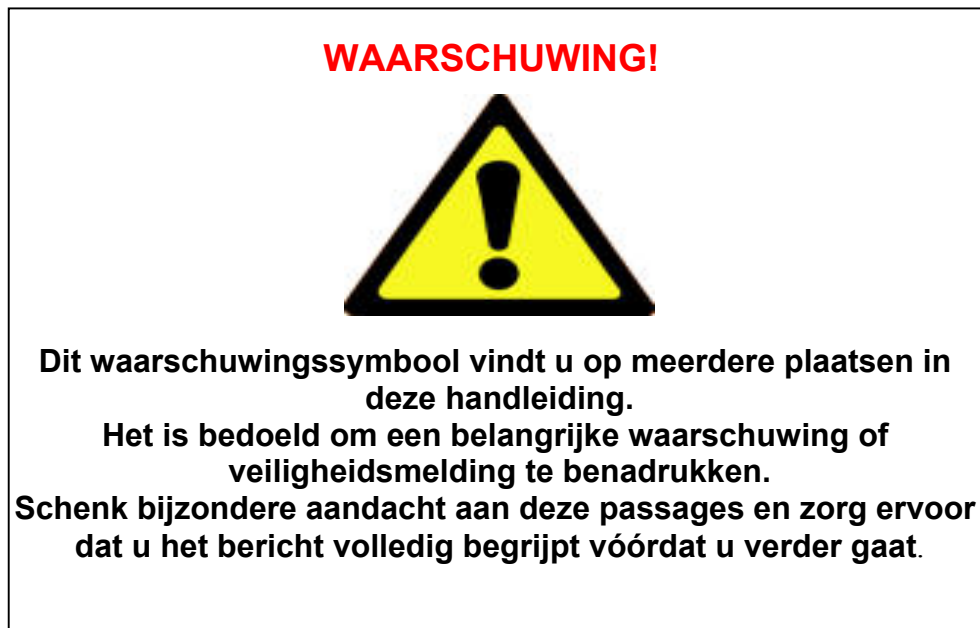 WAARSCHUWING!
Dit waarschuwingssymbool vindt u op meerdere plaatsen in
deze handleiding.
Het is bedoeld om een belangrijke waarschuwing of
veiligheidsmelding te benadrukken.
Schenk bijzondere aandacht aan deze passages en zorg ervoor
dat u het bericht volledig begrijpt vóórdat u verder gaat.